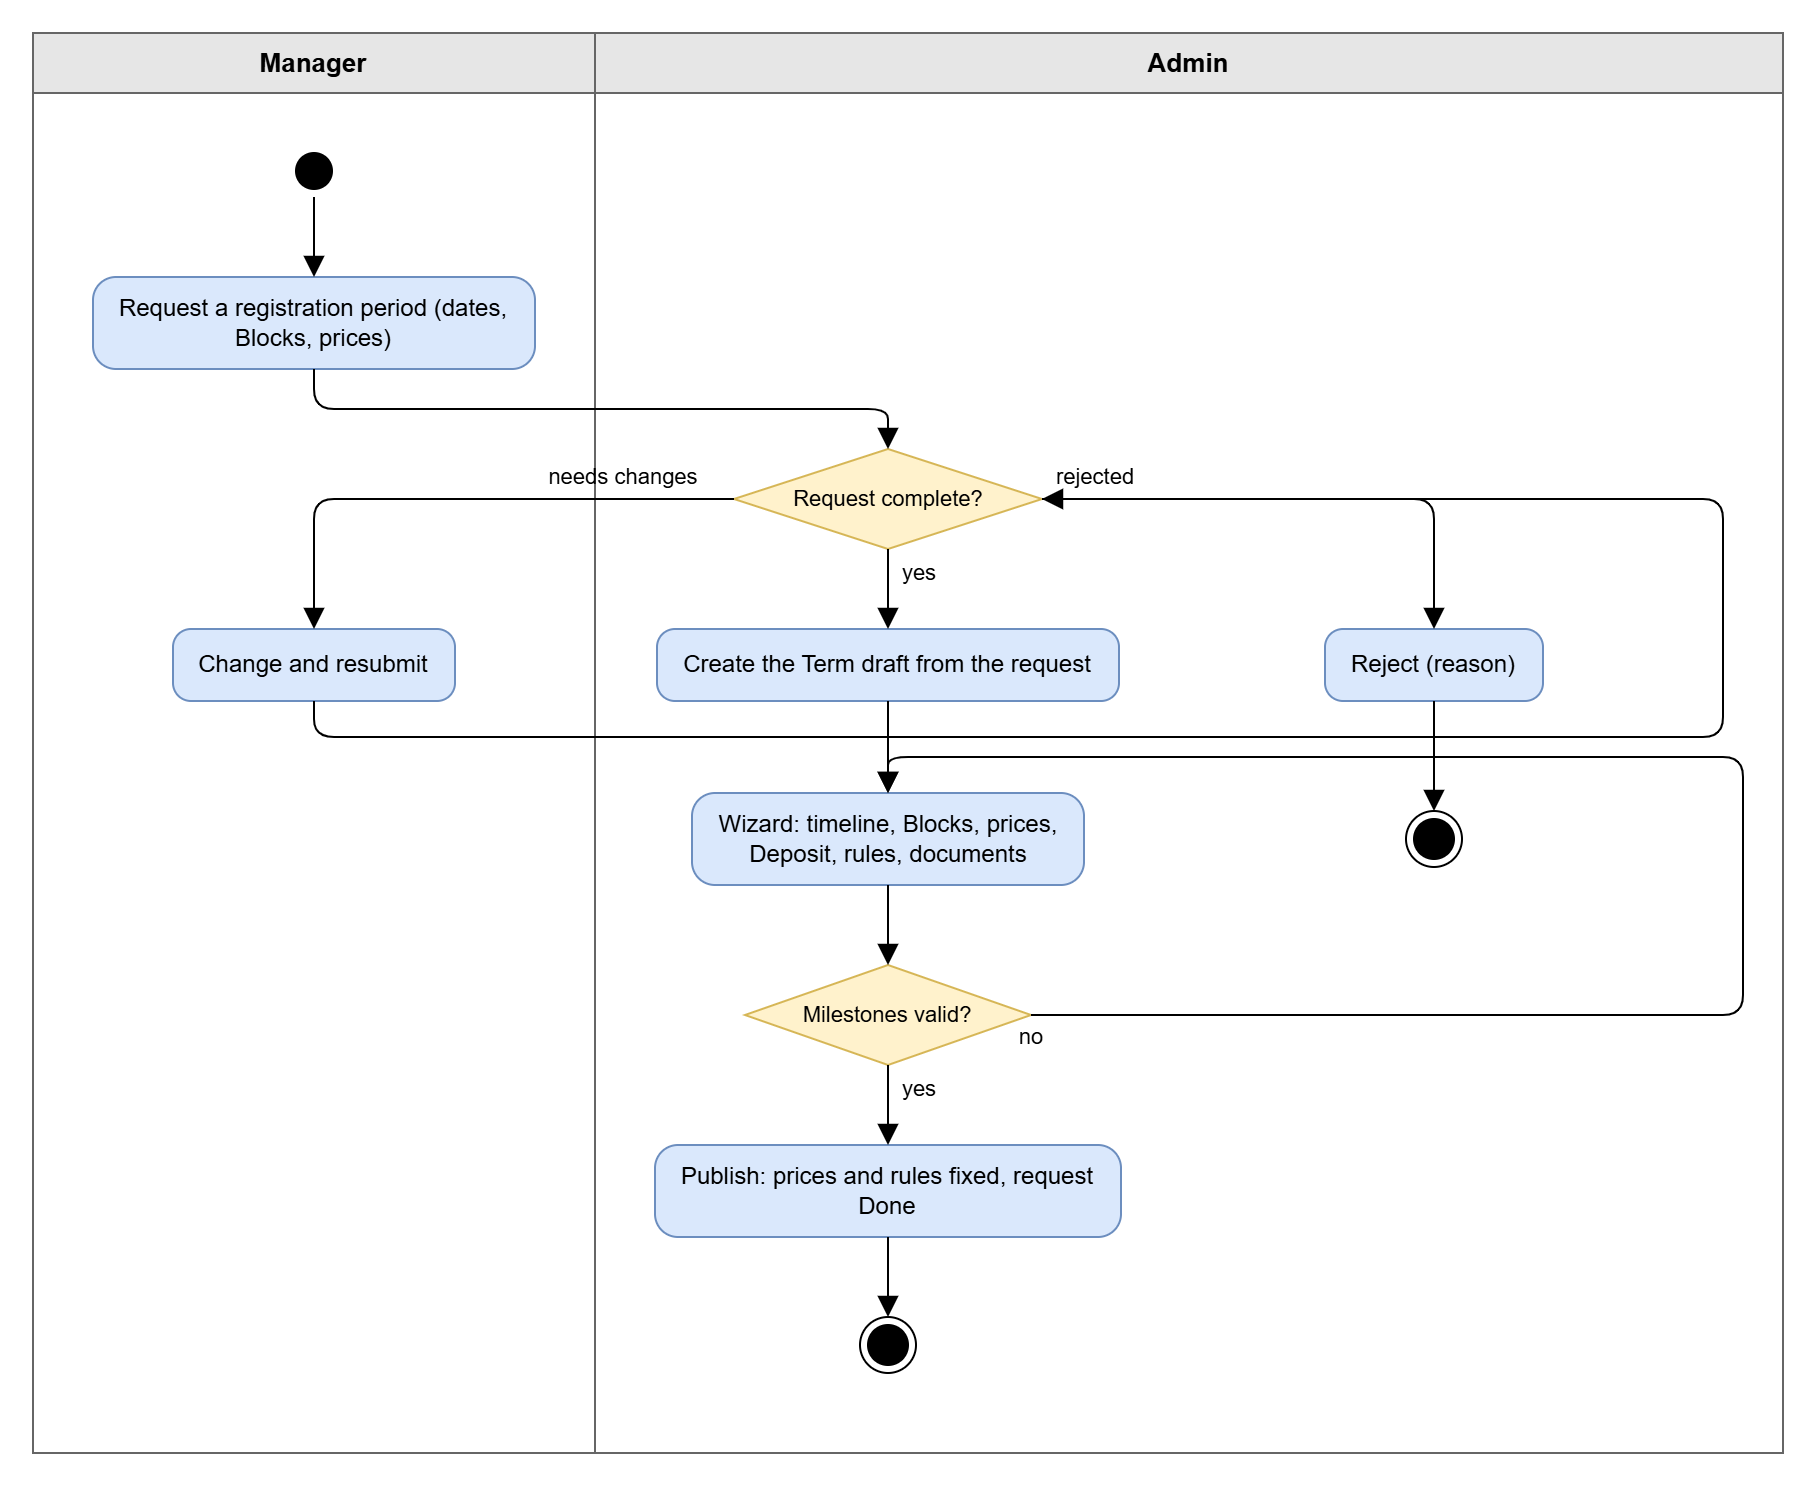 Manager
Admin
Request a registration period (dates,
Blocks, prices)
needs changes
Request complete?
rejected
yes
Change and resubmit
Create the Term draft from the request
Reject (reason)
Wizard: timeline, Blocks, prices,
Deposit, rules, documents
Milestones valid?
no
yes
Publish: prices and rules fixed, request
Done